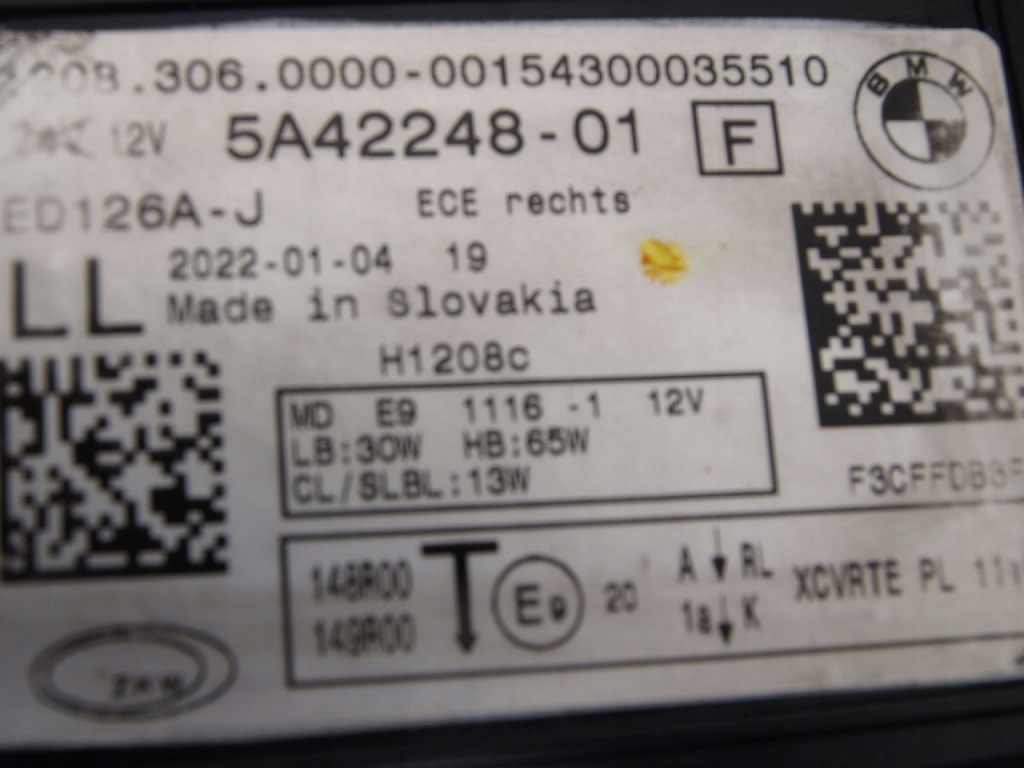 .306.0000-00154300035510
BMW
12V 5A42248-01 F
ED126A-J ECE rechts
LL 2022-01-04 19
Made in Slovakia
H1208c
MD E9 1116 -1 12V
LB:30W HB:65W
CL/SLBL:13W
148R00
149R00
E9 20
A RL
1a K
XCVRTE PL
ZKW